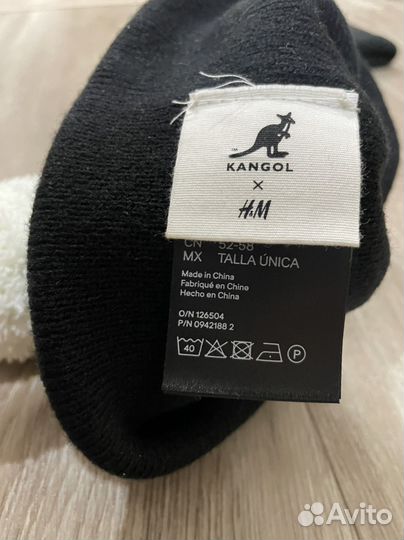 KANGOL
×
H&M
CN 52-58
MX TALLA ÚNICA
Made in China
Fabriqué en Chine
Hecho en China
O/N 126504
P/N 0942188 2
40 P
Avito